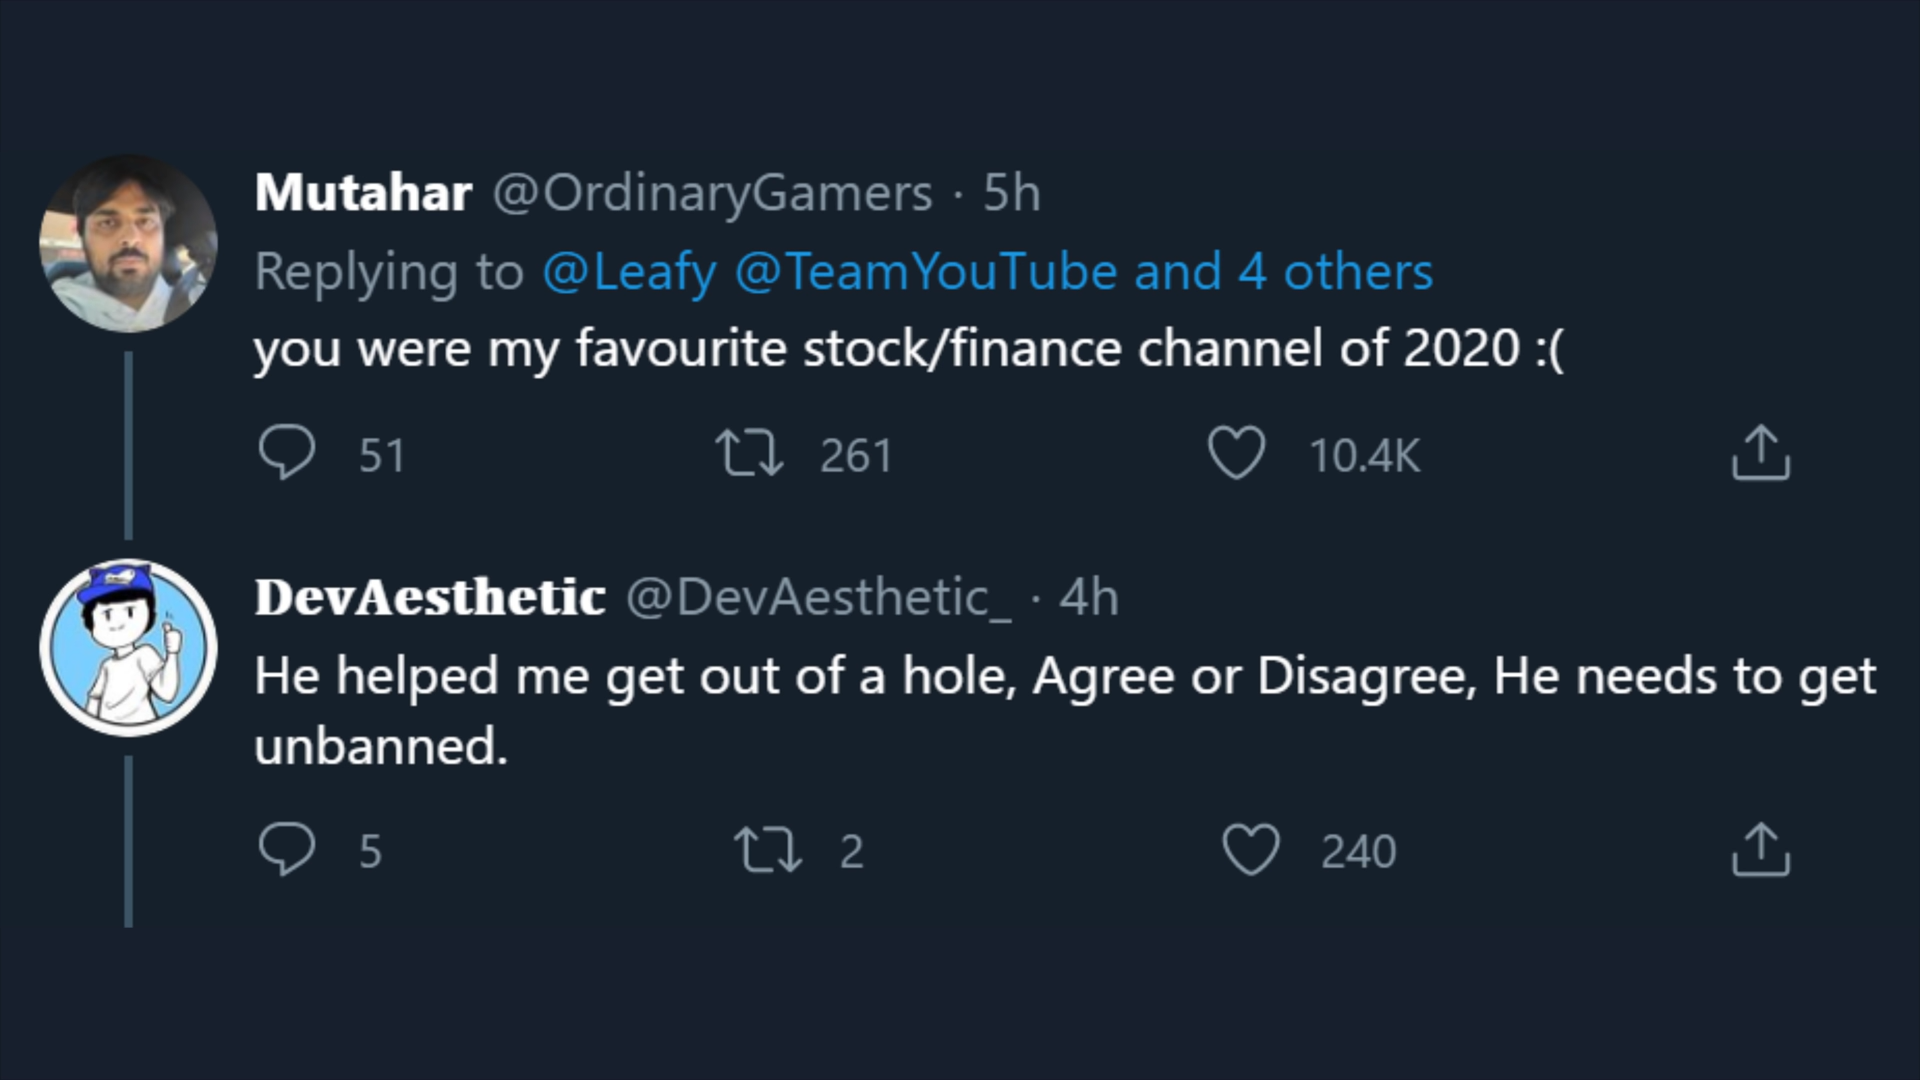 Mutahar @OrdinaryGamers · 5h
Replying to @Leafy @TeamYouTube and 4 others
you were my favourite stock/finance channel of 2020 :(
51 261 10.4K
DevAesthetic @DevAesthetic_ · 4h
He helped me get out of a hole, Agree or Disagree, He needs to get
unbanned.
5 2 240